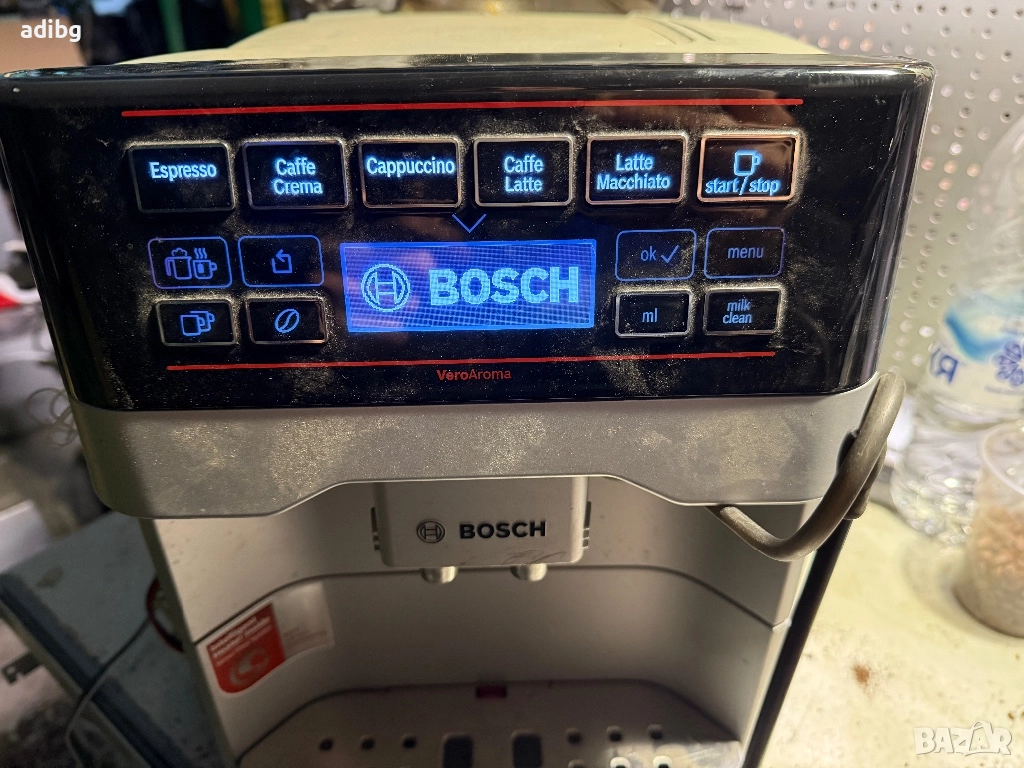 adibg
Espresso
Caffe
Crema
Cappuccino
Caffe
Latte
Latte
Macchiato
start/stop
ok
menu
BOSCH
ml
milk
clean
VeroAroma
BOSCH
BAZAR